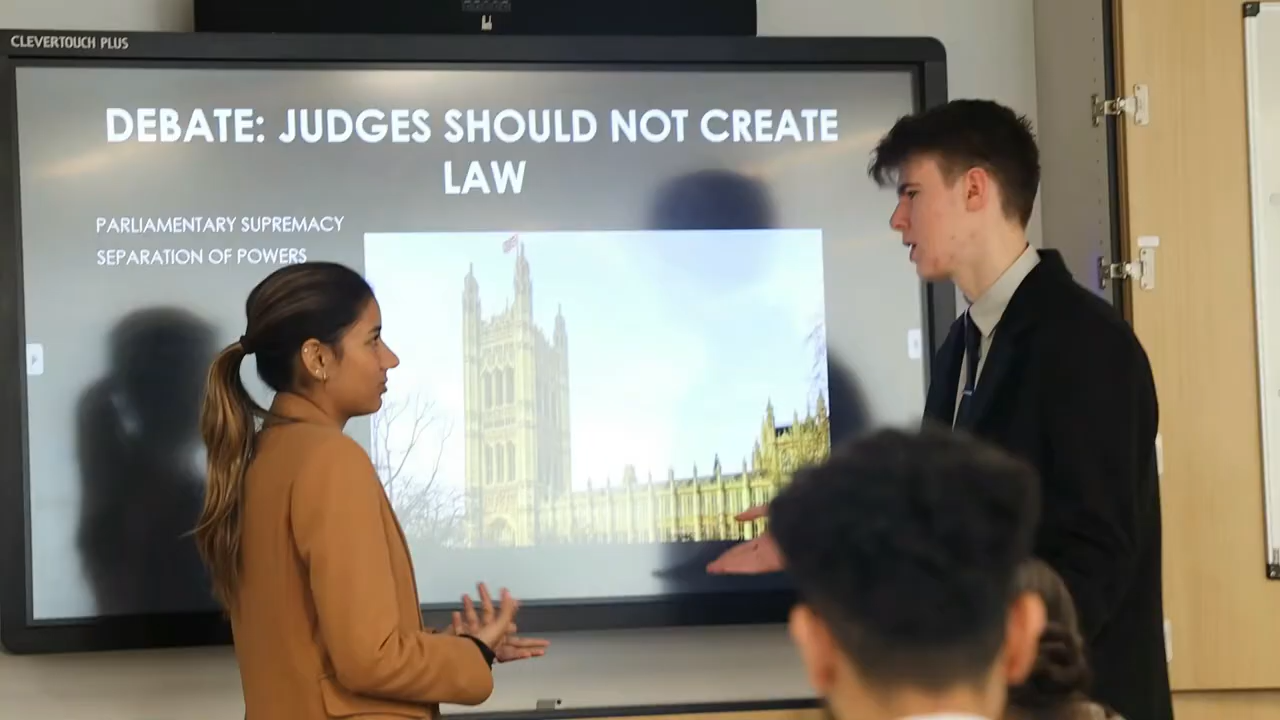 CLEVERTOUCH PLUS
DEBATE: JUDGES SHOULD NOT CREATE
LAW
PARLIAMENTARY SUPREMACY
SEPARATION OF POWERS